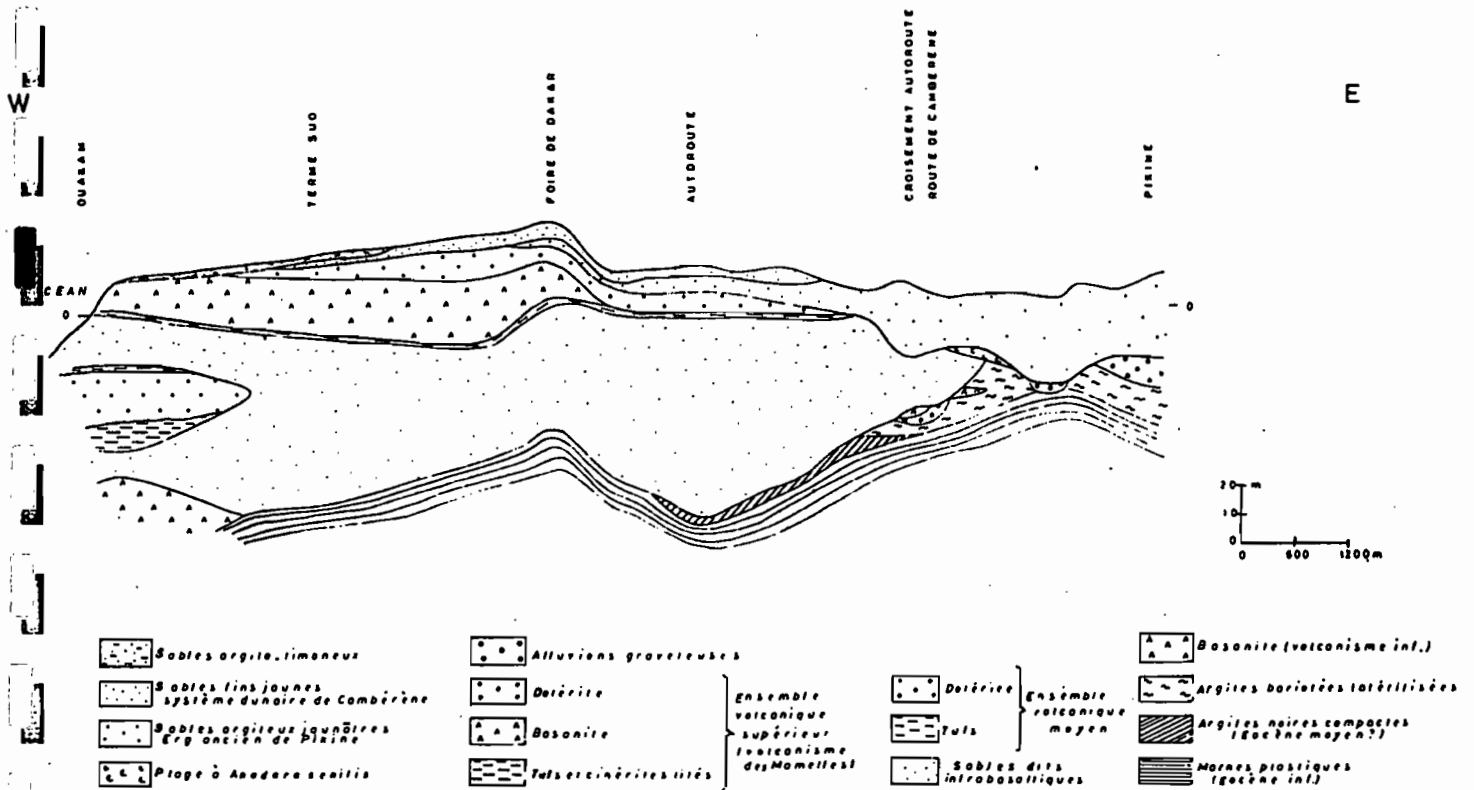 W
E
OUAKAM
TERME SUD
FOIRE DE DAKAR
AUTOROUTE
CROISEMENT AUTOROUTE
ROUTE DE CAMBERENE
PIKINE
OCEAN
0
0
20 m
10
0
0 600 1200m
Sables argilo-limoneux
Sables fins jaunes
système dunaire de Cambérène
Sables argileux jaunâtres
Erg ancien de Pikine
Plage à Anadara senilis
Alluvions graveleuses
Dolérite
Basanite
Tufs et cinérites lités
Ensemble
volcanique
supérieur
(volcanisme
des Mamelles)
Dolérite
Tufs
Ensemble
volcanique
moyen
Sables dits
infrabasaltiques
Basanite (volcanisme inf.)
Argiles bariolées latéritisées
Argiles noires compactes
(Eocène moyen?)
Marnes plastiques
(Eocène inf.)